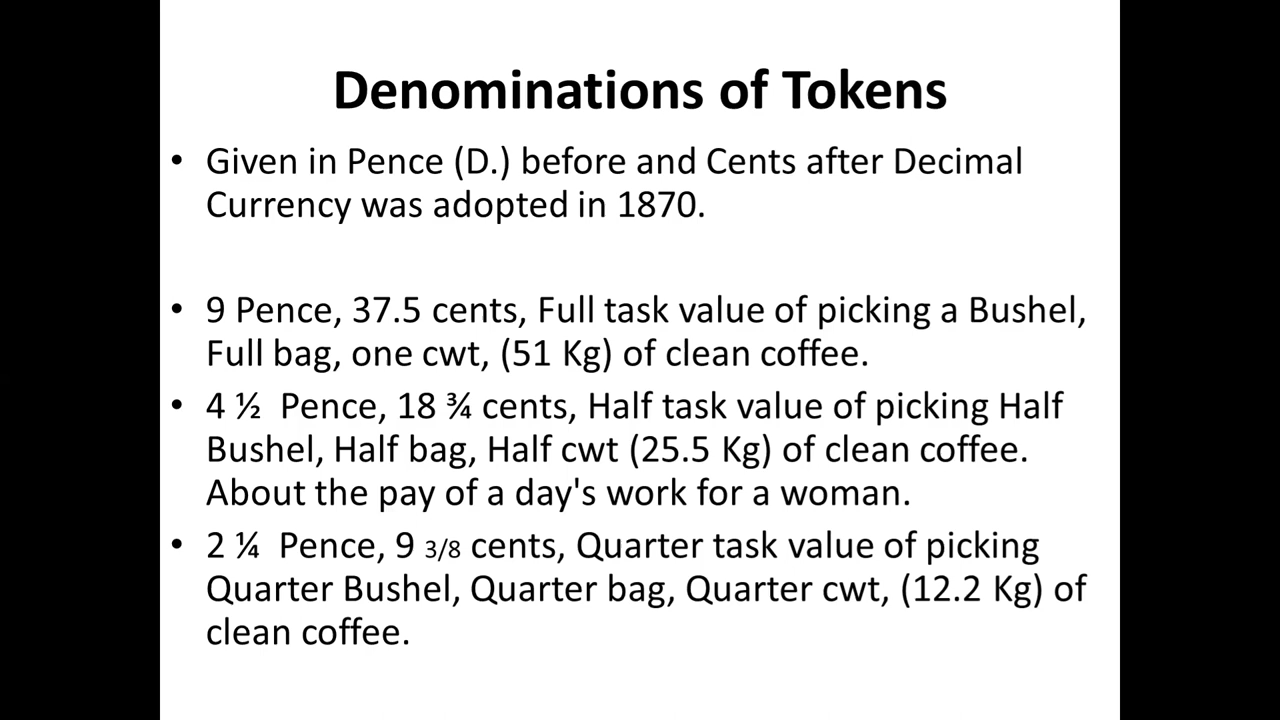 Denominations of Tokens
• Given in Pence (D.) before and Cents after Decimal
Currency was adopted in 1870.
• 9 Pence, 37.5 cents, Full task value of picking a Bushel,
Full bag, one cwt, (51 Kg) of clean coffee.
• 4 ½ Pence, 18 ¾ cents, Half task value of picking Half
Bushel, Half bag, Half cwt (25.5 Kg) of clean coffee.
About the pay of a day's work for a woman.
• 2 ¼ Pence, 9 3/8 cents, Quarter task value of picking
Quarter Bushel, Quarter bag, Quarter cwt, (12.2 Kg) of
clean coffee.